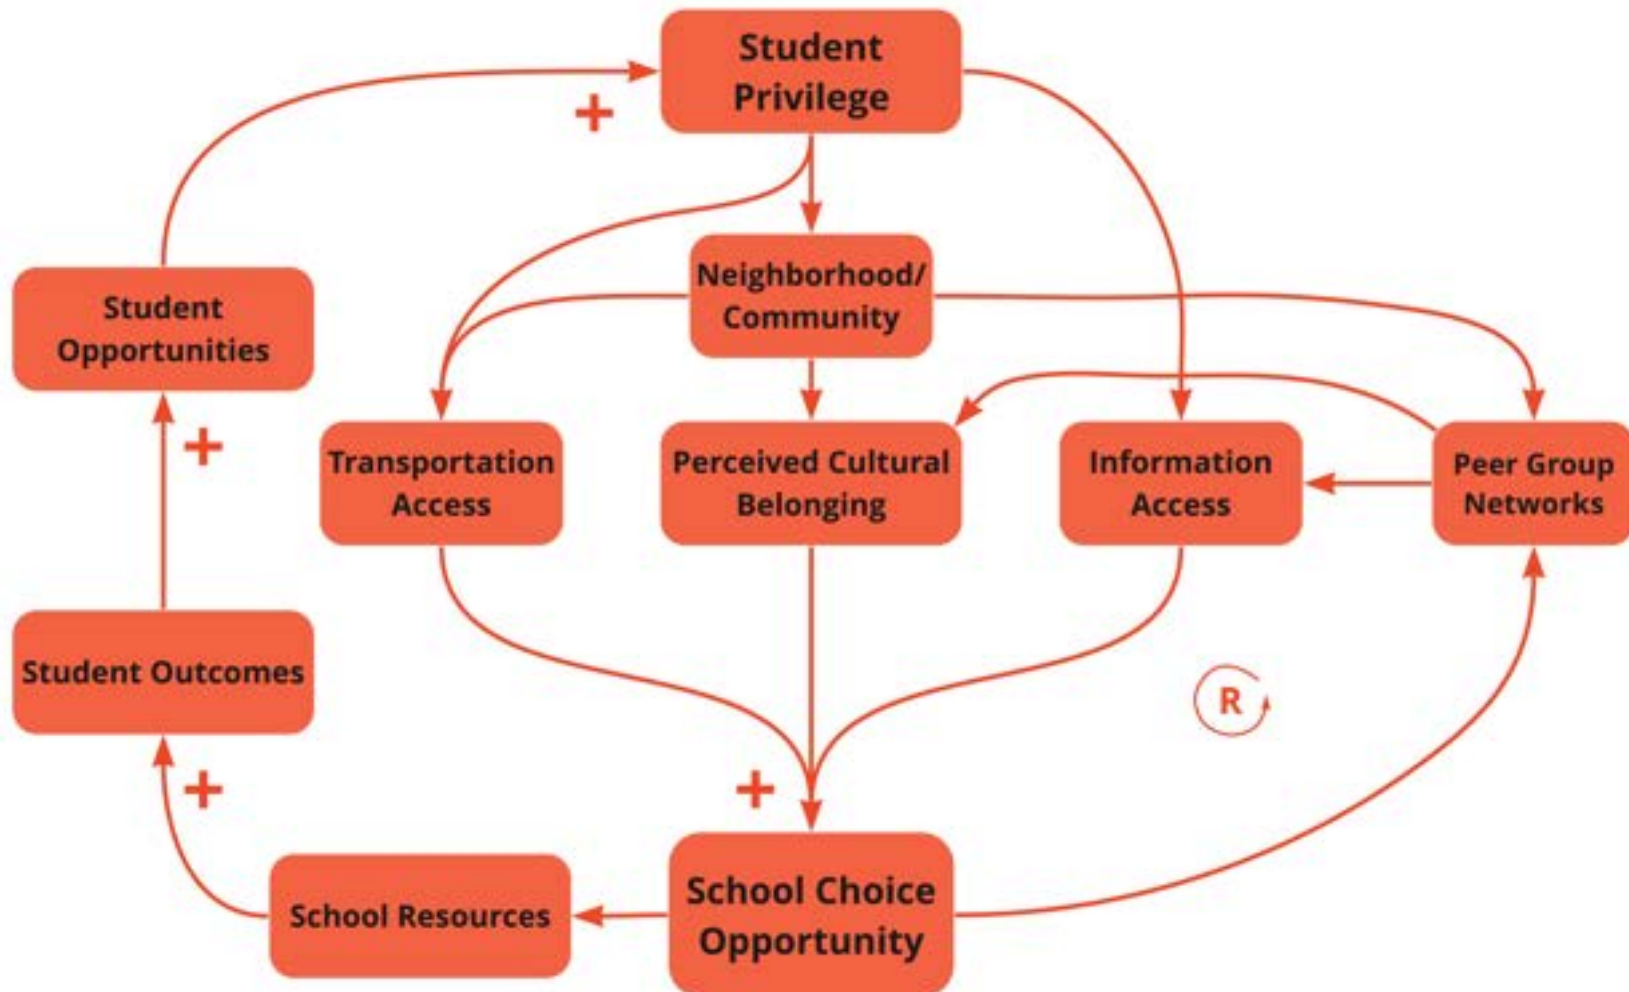 Student
Privilege
+
Neighborhood/
Community
Student
Opportunities
+
Transportation
Access
Perceived Cultural
Belonging
Information
Access
Peer Group
Networks
Student Outcomes
R
+
+
School Choice
Opportunity
School Resources